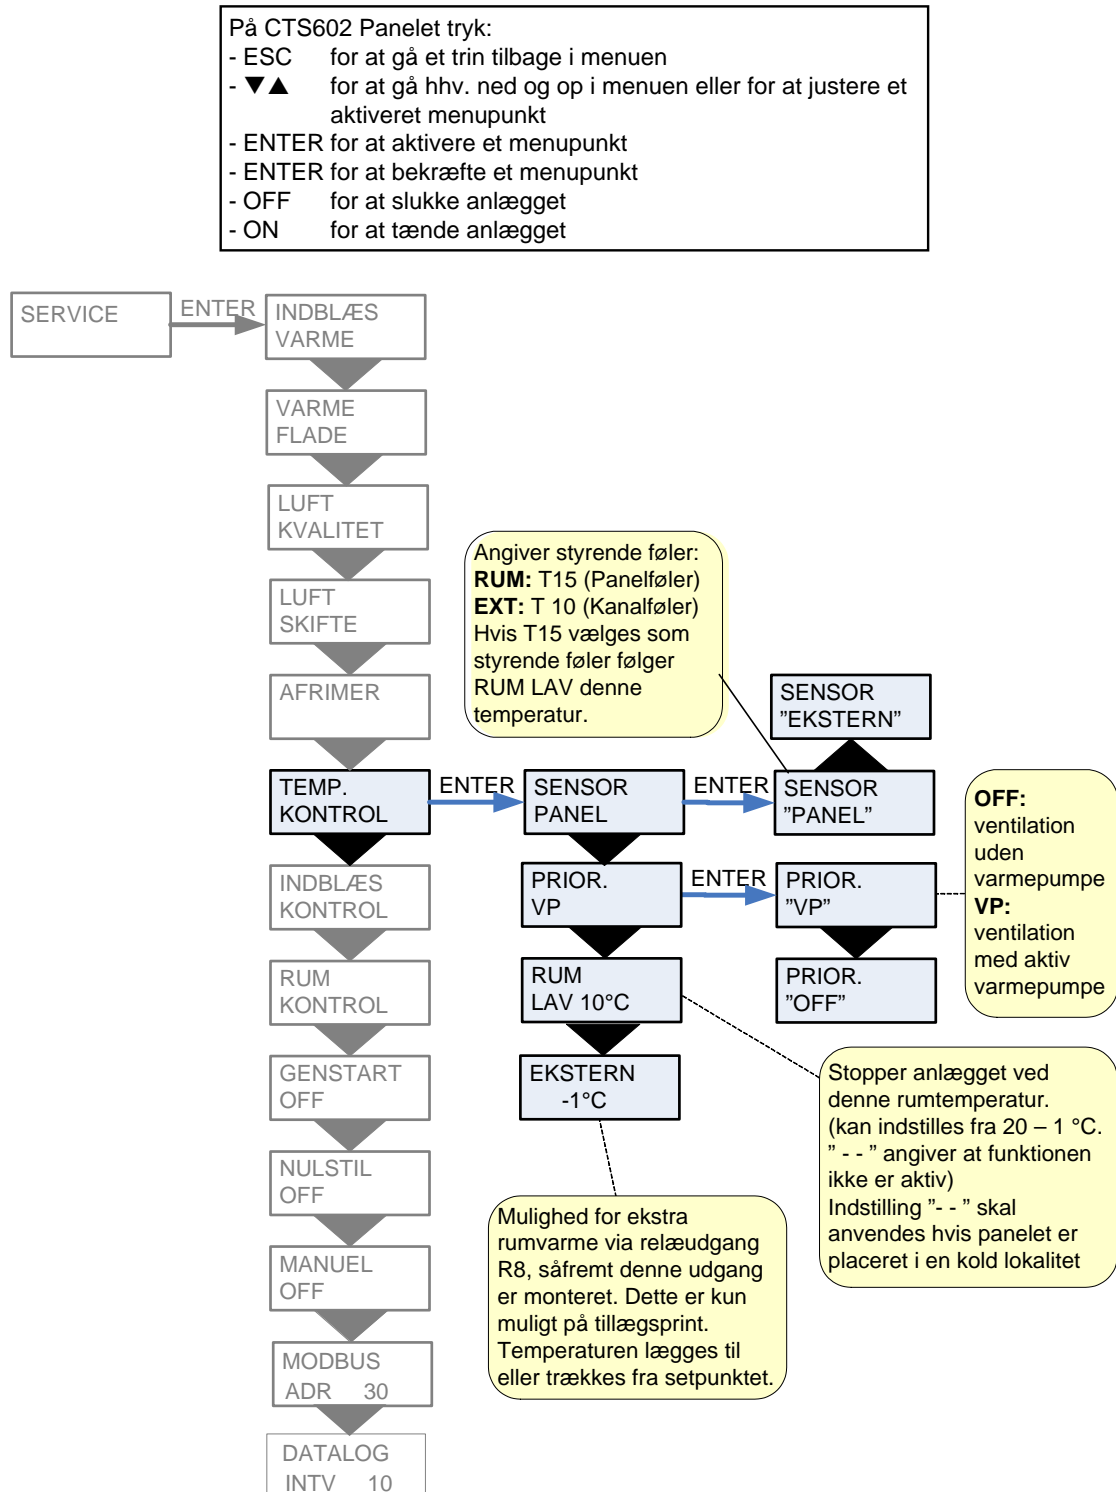 På CTS602 Panelet tryk:
- ESC for at gå et trin tilbage i menuen
- ▼▲ for at gå hhv. ned og op i menuen eller for at justere et
aktiveret menupunkt
- ENTER for at aktivere et menupunkt
- ENTER for at bekræfte et menupunkt
- OFF for at slukke anlægget
- ON for at tænde anlægget
SERVICE
ENTER
INDBLÆS
VARME
VARME
FLADE
LUFT
KVALITET
LUFT
SKIFTE
AFRIMER
Angiver styrende føler:
RUM: T15 (Panelføler)
EXT: T 10 (Kanalføler)
Hvis T15 vælges som
styrende føler følger
RUM LAV denne
temperatur.
SENSOR
"EKSTERN"
TEMP.
KONTROL
ENTER
SENSOR
PANEL
ENTER
SENSOR
"PANEL"
OFF:
ventilation
uden
varmepumpe
VP:
ventilation
med aktiv
varmepumpe
INDBLÆS
KONTROL
PRIOR.
VP
ENTER
PRIOR.
"VP"
RUM
KONTROL
RUM
LAV 10°C
PRIOR.
"OFF"
GENSTART
OFF
EKSTERN
-1°C
Stopper anlægget ved
denne rumtemperatur.
(kan indstilles fra 20 – 1 °C.
" - - " angiver at funktionen
ikke er aktiv)
Indstilling "- - " skal
anvendes hvis panelet er
placeret i en kold lokalitet
NULSTIL
OFF
Mulighed for ekstra
rumvarme via relæudgang
R8, såfremt denne udgang
er monteret. Dette er kun
muligt på tillægsprint.
Temperaturen lægges til
eller trækkes fra setpunktet.
MANUEL
OFF
MODBUS
ADR 30
DATALOG
INTV 10